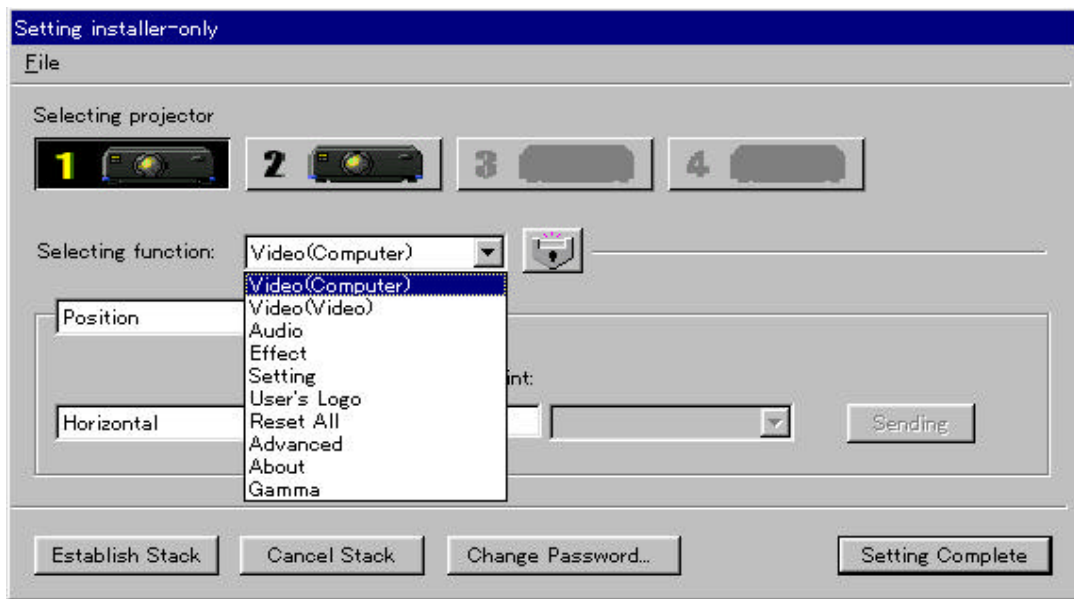 Setting installer-only
File
Selecting projector
1 2 3 4
Selecting function: Video(Computer)
Video(Computer)
Video(Video)
Audio
Effect
Setting
User's Logo
Reset All
Advanced
About
Gamma
Position
int:
Horizontal
Sending
Establish Stack Cancel Stack Change Password... Setting Complete